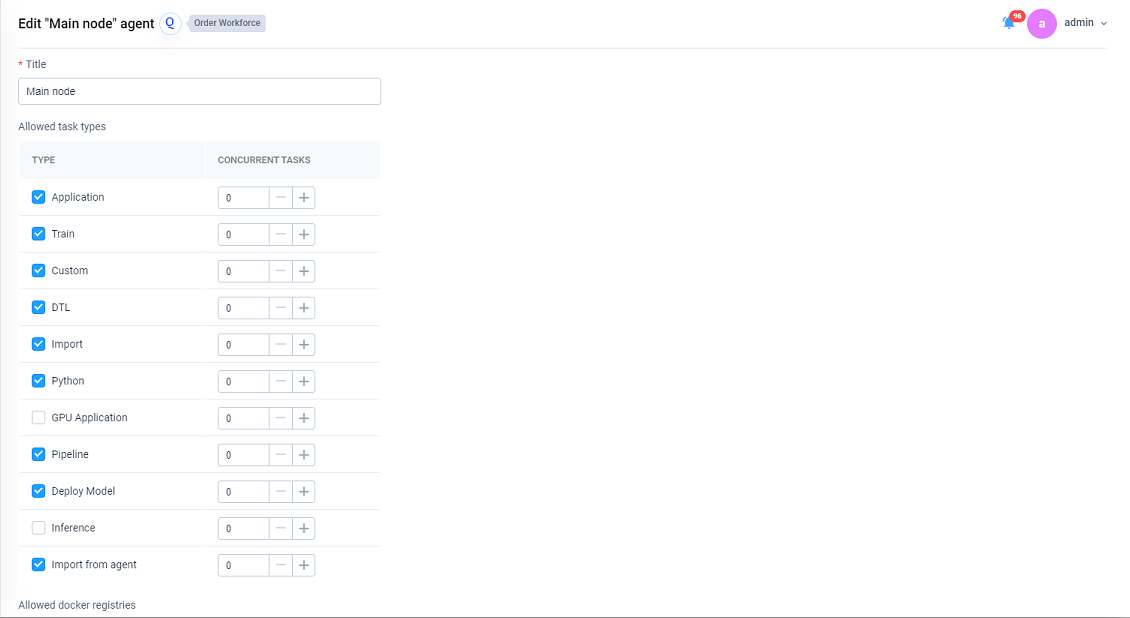 Edit "Main node" agent Q Order Workforce 96 a admin
* Title
Main node
Allowed task types
TYPE CONCURRENT TASKS
Application 0
Train 0
Custom 0
DTL 0
Import 0
Python 0
GPU Application 0
Pipeline 0
Deploy Model 0
Inference 0
Import from agent 0
Allowed docker registries